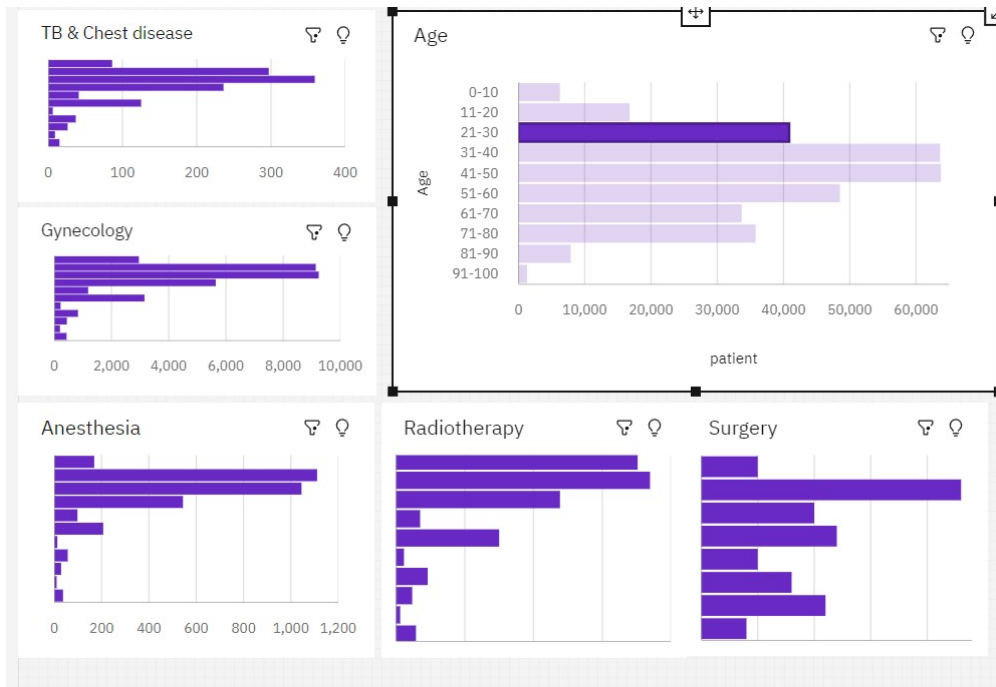 TB & Chest disease
0 100 200 300 400
Gynecology
0 2,000 4,000 6,000 8,000 10,000
Age
Age
0-10
11-20
21-30
31-40
41-50
51-60
61-70
71-80
81-90
91-100
0 10,000 20,000 30,000 40,000 50,000 60,000
patient
Anesthesia
0 200 400 600 800 1,000 1,200
Radiotherapy
Surgery